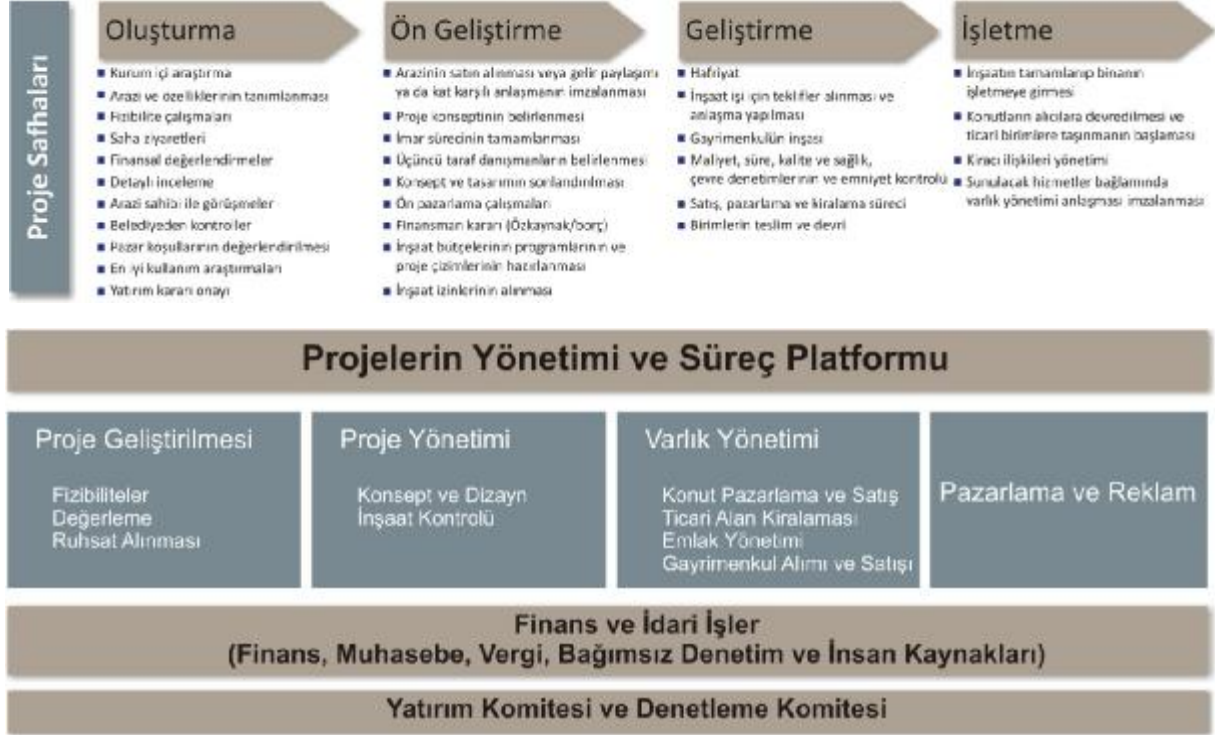 Proje Safhaları
Oluşturma
Kurum içi araştırma
Arazi ve özelliklerinin tanımlanması
Fizibilite çalışmaları
Saha ziyaretleri
Finansal değerlendirmeler
Detaylı inceleme
Arazi sahibi ile görüşmeler
Belediyeden kontroller
Pazar koşullarının değerlendirilmesi
En iyi kullanım araştırmaları
Yatırım kararı onayı
Ön Geliştirme
Arazinin satın alınması veya gelir paylaşımı
ya da kat karşılı anlaşmanın imzalanması
Proje konseptinin belirlenmesi
İmar sürecinin tamamlanması
Üçüncü taraf danışmanların belirlenmesi
Konsept ve tasarımın sonlandırılması
Ön pazarlama çalışmaları
Finansman kararı (Özkaynak/borç)
İnşaat bütçelerinin programlarının ve
proje çizimlerinin hazırlanması
İnşaat izinlerinin alınması
Geliştirme
Hafriyat
İnşaat işi için teklifler alınması ve
anlaşma yapılması
Gayrimenkulün inşası
Maliyet, süre, kalite ve sağlık,
çevre denetimlerinin ve emniyet kontrolü
Satış, pazarlama ve kiralama süreci
Birimlerin teslim ve devri
İşletme
İnşaatın tamamlanıp binanın
işletmeye girmesi
Konutların alıcılara devredilmesi ve
ticari birimlere taşınmanın başlaması
Kiracı ilişkileri yönetimi
Sunulacak hizmetler bağlamında
varlık yönetimi anlaşması imzalanması
Projelerin Yönetimi ve Süreç Platformu
Proje Geliştirilmesi
Fizibiliteler
Değerleme
Ruhsat Alınması
Proje Yönetimi
Konsept ve Dizayn
İnşaat Kontrolü
Varlık Yönetimi
Konut Pazarlama ve Satış
Ticari Alan Kiralaması
Emlak Yönetimi
Gayrimenkul Alımı ve Satışı
Pazarlama ve Reklam
Finans ve İdari İşler
(Finans, Muhasebe, Vergi, Bağımsız Denetim ve İnsan Kaynakları)
Yatırım Komitesi ve Denetleme Komitesi